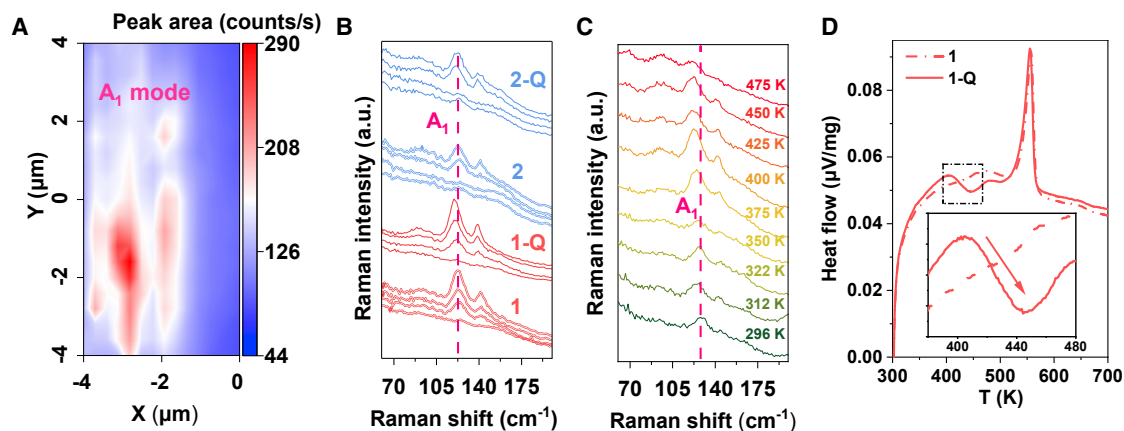 A
Peak area (counts/s)
4
2
0
-2
-4
Y (µm)
A₁ mode
290
208
126
44
-4
-2
0
X (µm)
B
Raman intensity (a.u.)
2-Q
A₁
2
1-Q
1
70
105
140
175
Raman shift (cm⁻¹)
C
Raman intensity (a.u.)
475 K
450 K
425 K
400 K
375 K
A₁
350 K
322 K
312 K
296 K
70
105
140
175
Raman shift (cm⁻¹)
D
Heat flow (µV/mg)
1
1-Q
0.08
0.06
0.04
0.02
0.00
400
440
480
300
400
500
600
700
T (K)